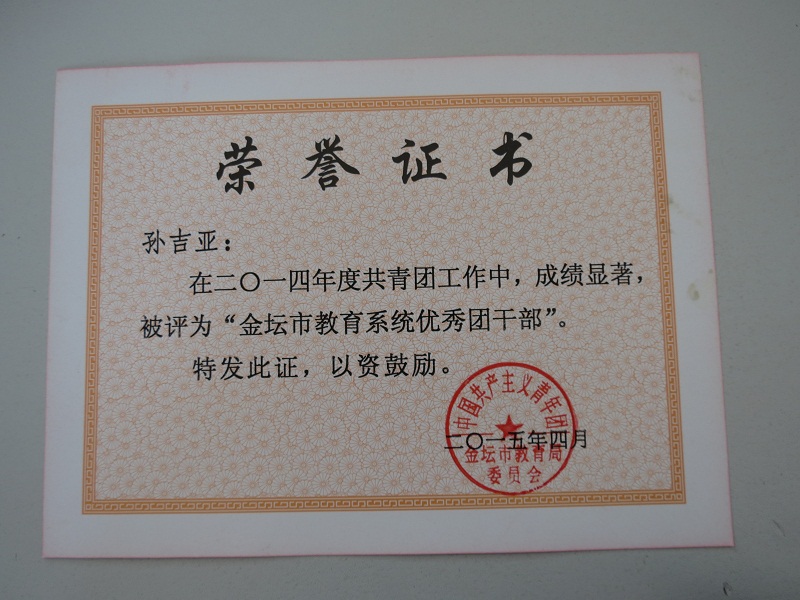 荣誉证书
孙吉亚：
在二〇一四年度共青团工作中，成绩显著，
被评为“金坛市教育系统优秀团干部”。
特发此证，以资鼓励。
中国共产主义青年团
二〇一五年四月
金坛市教育局
委员会